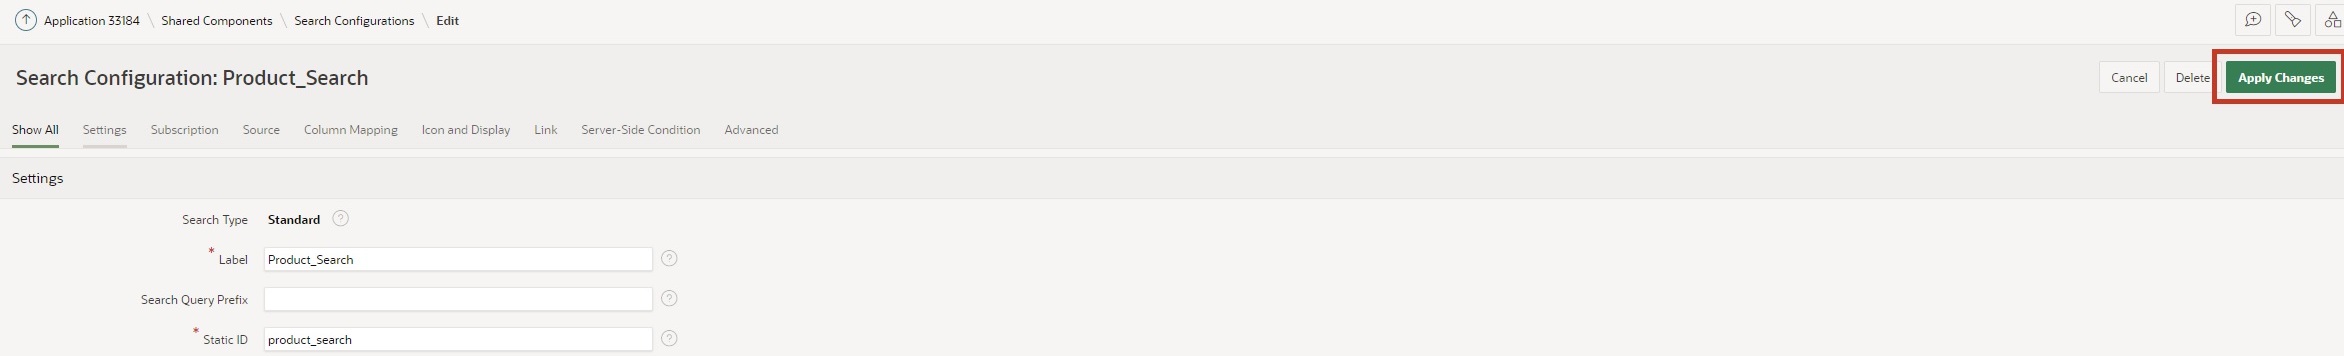 Application 33184 \ Shared Components \ Search Configurations \ Edit
Search Configuration: Product_Search
Cancel Delete Apply Changes
Show All Settings Subscription Source Column Mapping Icon and Display Link Server-Side Condition Advanced
Settings
Search Type Standard ?
* Label Product_Search ?
Search Query Prefix ?
* Static ID product_search ?